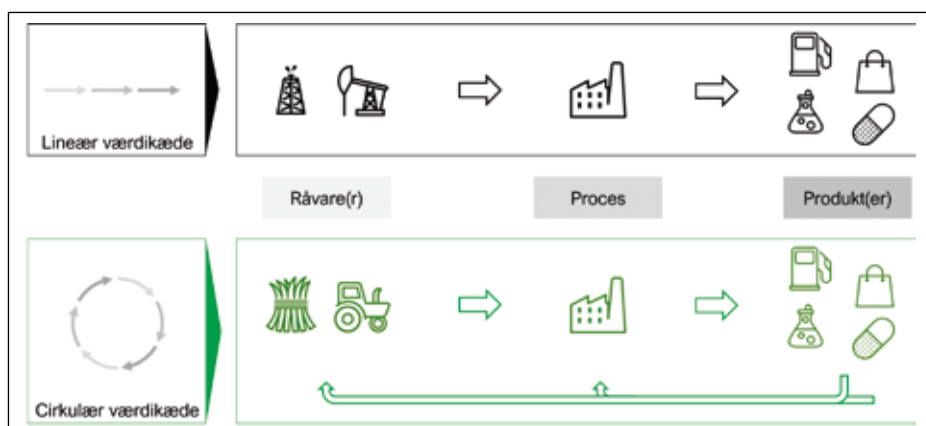 Lineær værdikæde
Råvare(r)
Proces
Produkt(er)
Cirkulær værdikæde